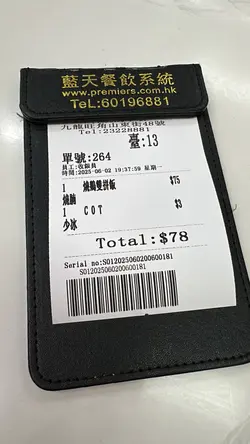 藍天餐飲系統
www.premiers.com.hk
TeL:60196881
九龍旺角山東街48號
Tel:23228881
臺:13
單號:264
員工:收銀員
時間:2025-06-02 19:37:59 星期一
1 燒鵝雙拼飯 $75
燒腩
1 COT $3
少冰
Total:$78
Serial no:S012025060200600181
S012025060200600181